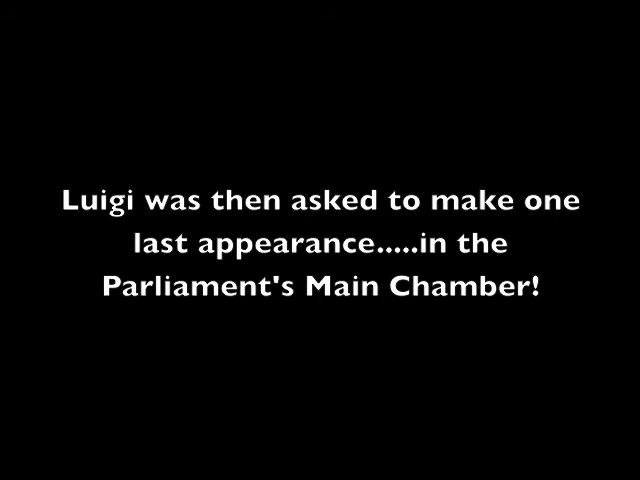 Luigi was then asked to make one
last appearance.....in the
Parliament's Main Chamber!